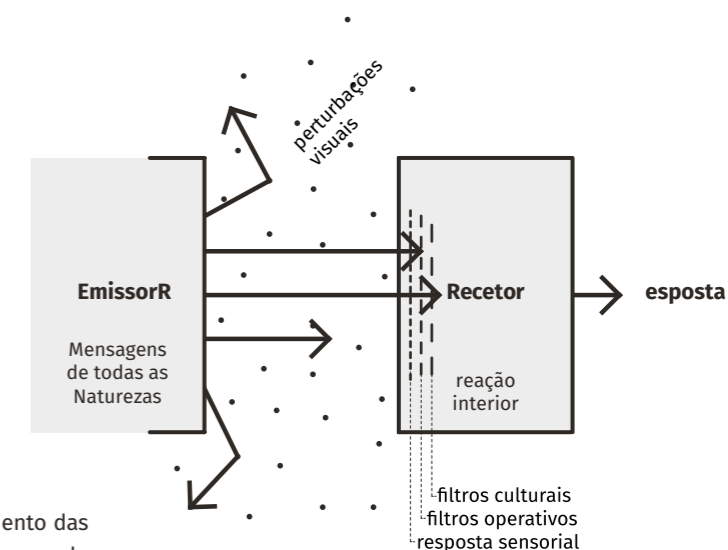 perturbações
visuais
EmissorR
Mensagens
de todas as
Naturezas
Recetor
reação
interior
esposta
filtros culturais
filtros operativos
resposta sensorial
ento das